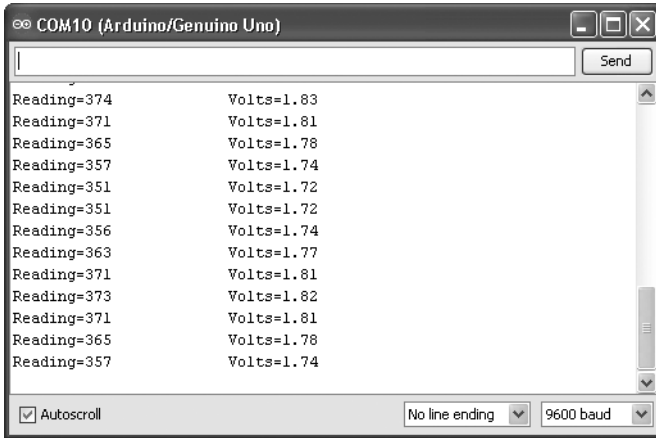 COM10 (Arduino/Genuino Uno)
Send
Reading=374 Volts=1.83
Reading=371 Volts=1.81
Reading=365 Volts=1.78
Reading=357 Volts=1.74
Reading=351 Volts=1.72
Reading=351 Volts=1.72
Reading=356 Volts=1.74
Reading=363 Volts=1.77
Reading=371 Volts=1.81
Reading=373 Volts=1.82
Reading=371 Volts=1.81
Reading=365 Volts=1.78
Reading=357 Volts=1.74
Autoscroll No line ending 9600 baud